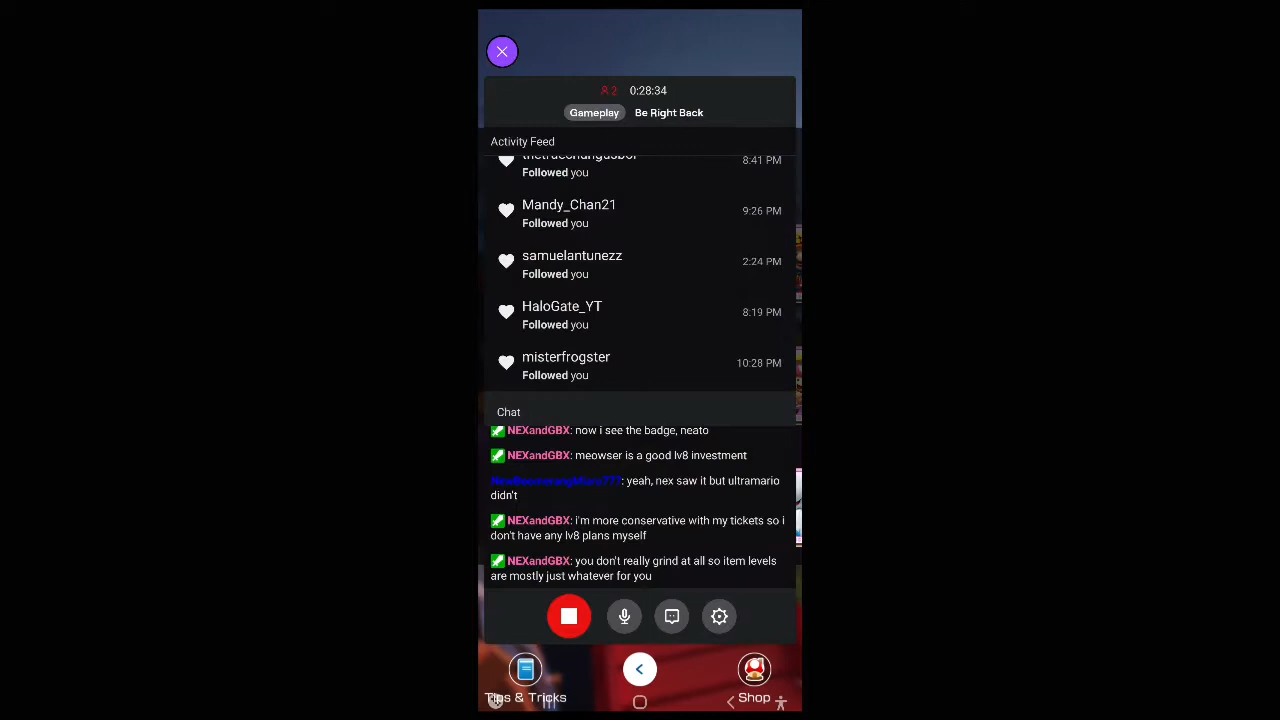 2 0:28:34
Gameplay Be Right Back
Activity Feed
8:41 PM
Followed you
Mandy_Chan21
9:26 PM
Followed you
samuelantunezz
2:24 PM
Followed you
HaloGate_YT
8:19 PM
Followed you
misterfrogster
10:28 PM
Followed you
Chat
NEXandGBX: now i see the badge, neato
NEXandGBX: meowser is a good lv8 investment
: yeah, nex saw it but ultramario
didn't
NEXandGBX: i'm more conservative with my tickets so i
don't have any lv8 plans myself
NEXandGBX: you don't really grind at all so item levels
are mostly just whatever for you
Tips & Tricks
Shop